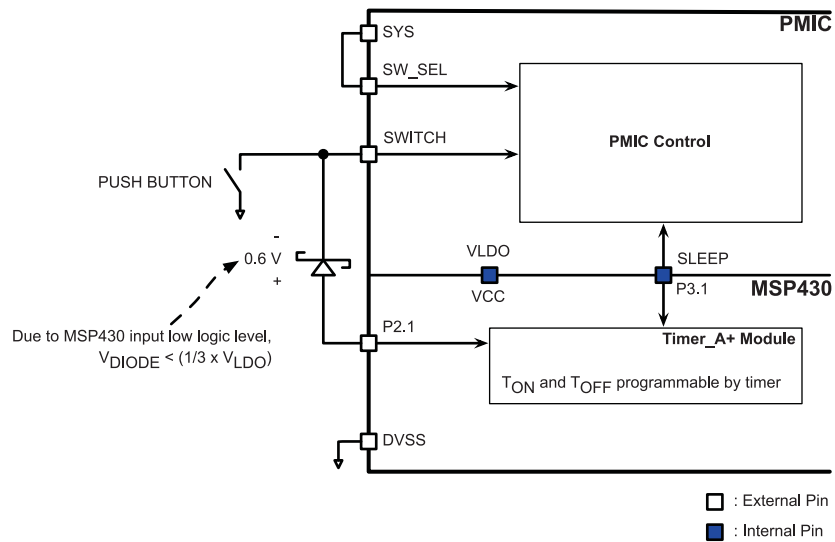 PMIC
SYS
SW_SEL
SWITCH
PMIC Control
PUSH BUTTON
-
0.6 V
+
VLDO
SLEEP
VCC
P3.1
MSP430
Due to MSP430 input low logic level,
VDIODE < (1/3 x VLDO)
P2.1
Timer_A+ Module
TON and TOFF programmable by timer
DVSS
: External Pin
: Internal Pin